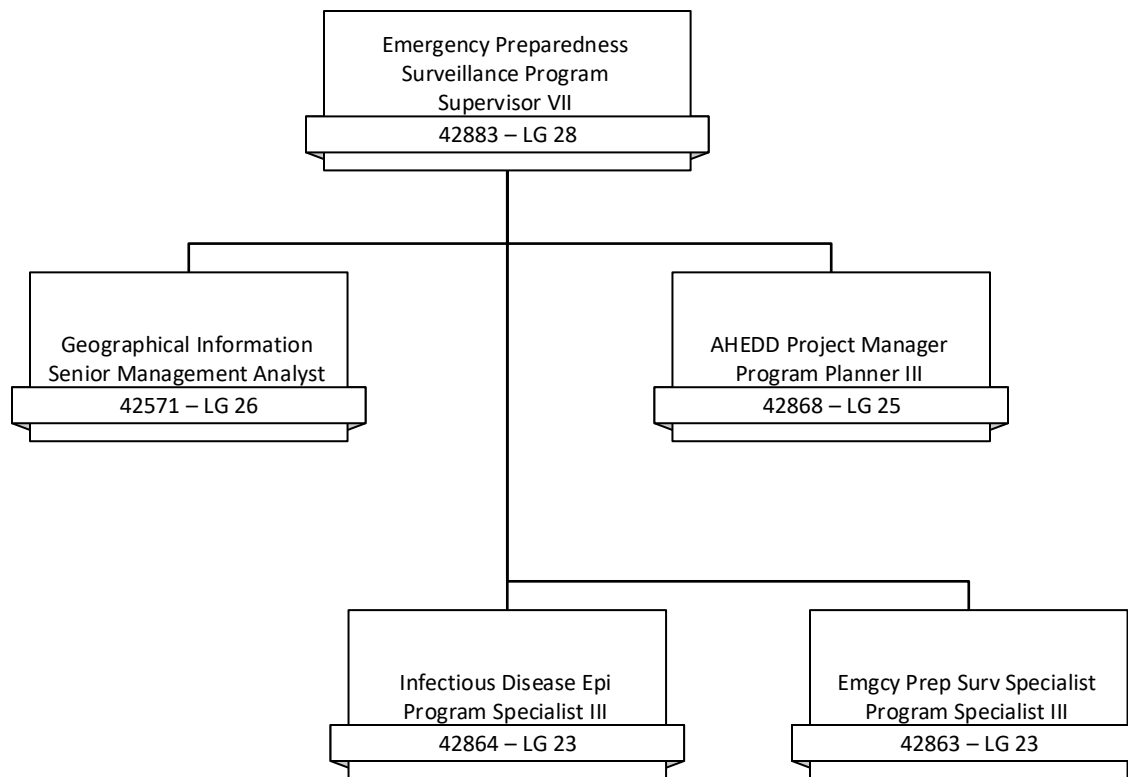 Emergency Preparedness
Surveillance Program
Supervisor VII
42883 – LG 28
Geographical Information
Senior Management Analyst
42571 – LG 26
AHEDD Project Manager
Program Planner III
42868 – LG 25
Infectious Disease Epi
Program Specialist III
42864 – LG 23
Emgcy Prep Surv Specialist
Program Specialist III
42863 – LG 23